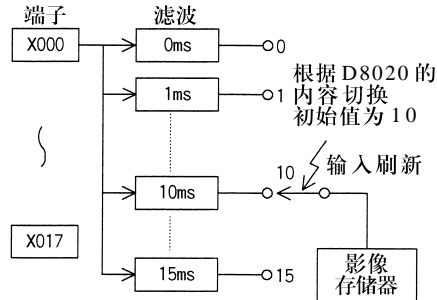 端子
滤波
X000
0ms
0
1ms
1
根据D8020的
内容切换
初始值为10
10
输入刷新
10ms
X017
15ms
15
影像
存储器